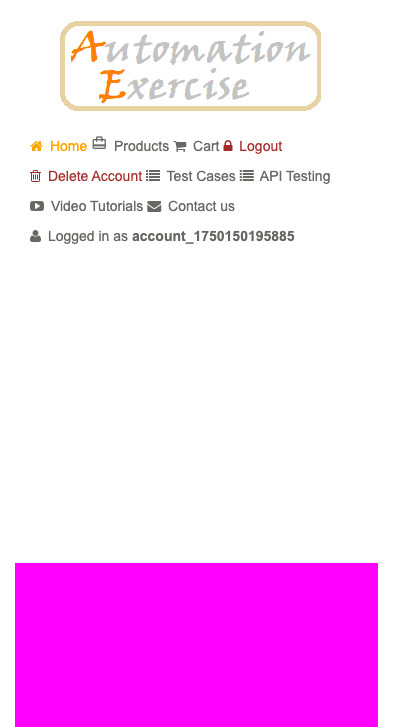 Automation
Exercise
Home Products Cart Logout
Delete Account Test Cases API Testing
Video Tutorials Contact us
Logged in as account_1750150195885